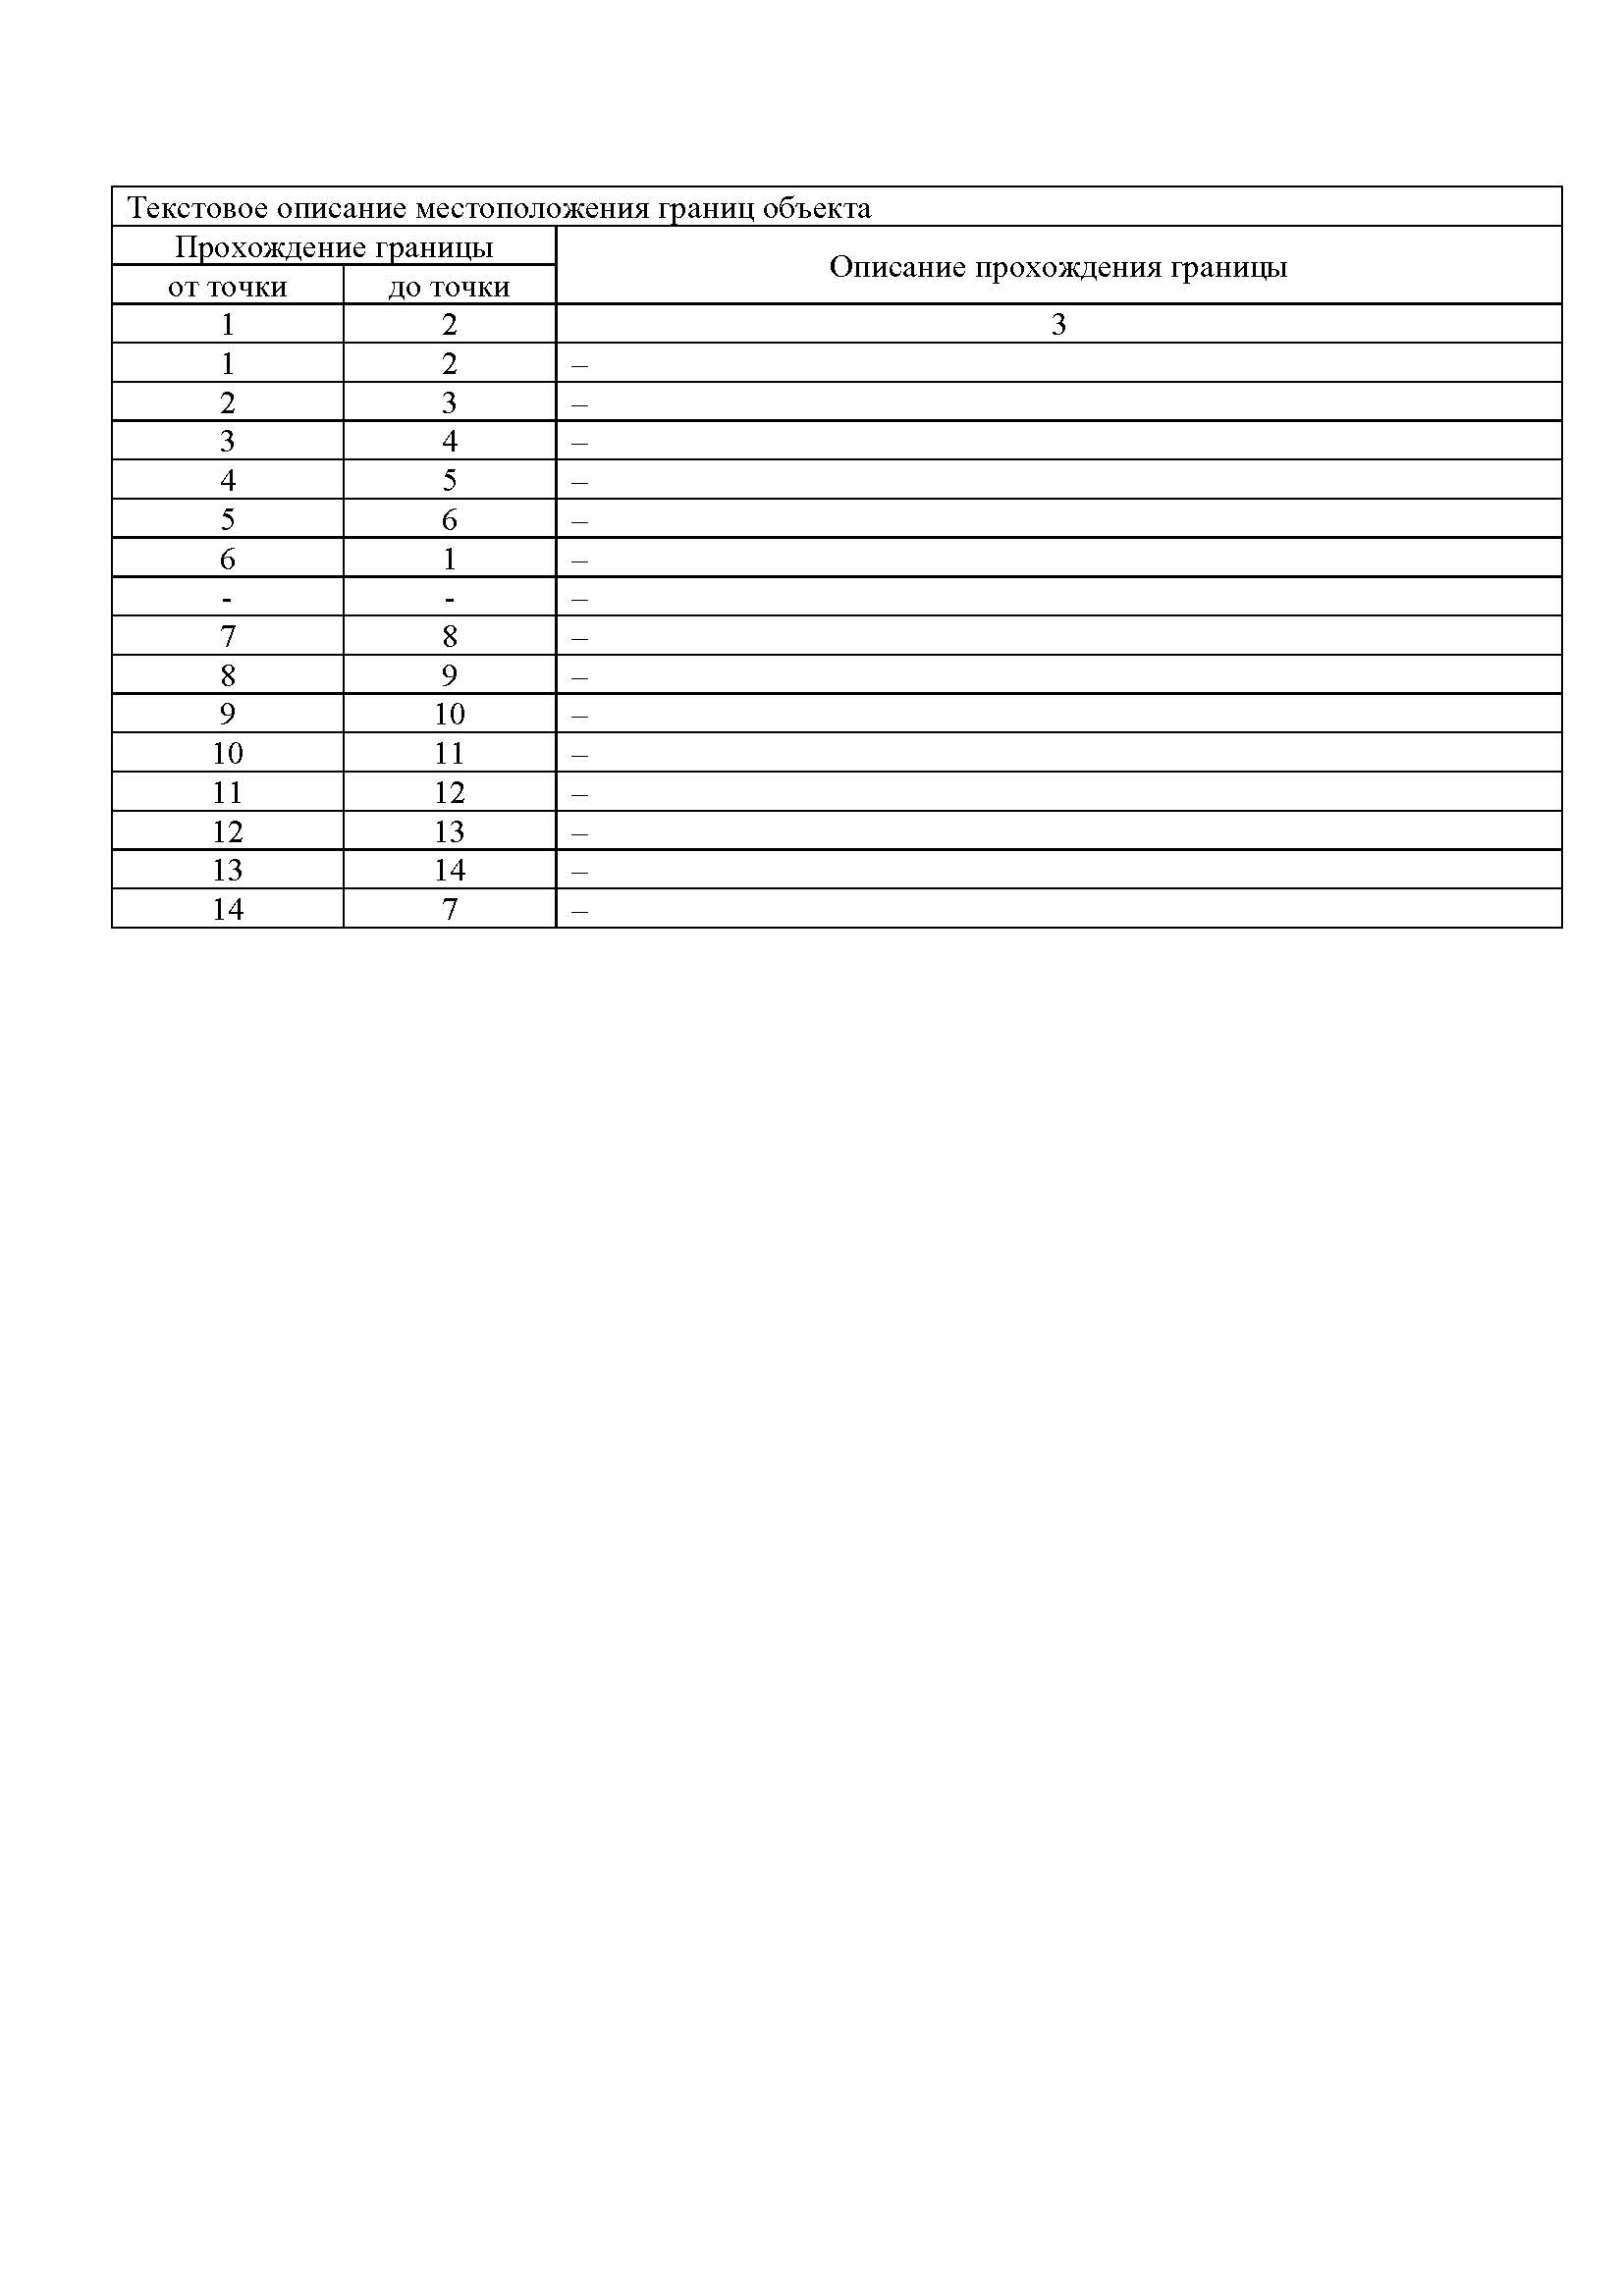 Текстовое описание местоположения границ объекта
Прохождение границы
Описание прохождения границы
от точки до точки
1 2 3
1 2 –
2 3 –
3 4 –
4 5 –
5 6 –
6 1 –
- - –
7 8 –
8 9 –
9 10 –
10 11 –
11 12 –
12 13 –
13 14 –
14 7 –